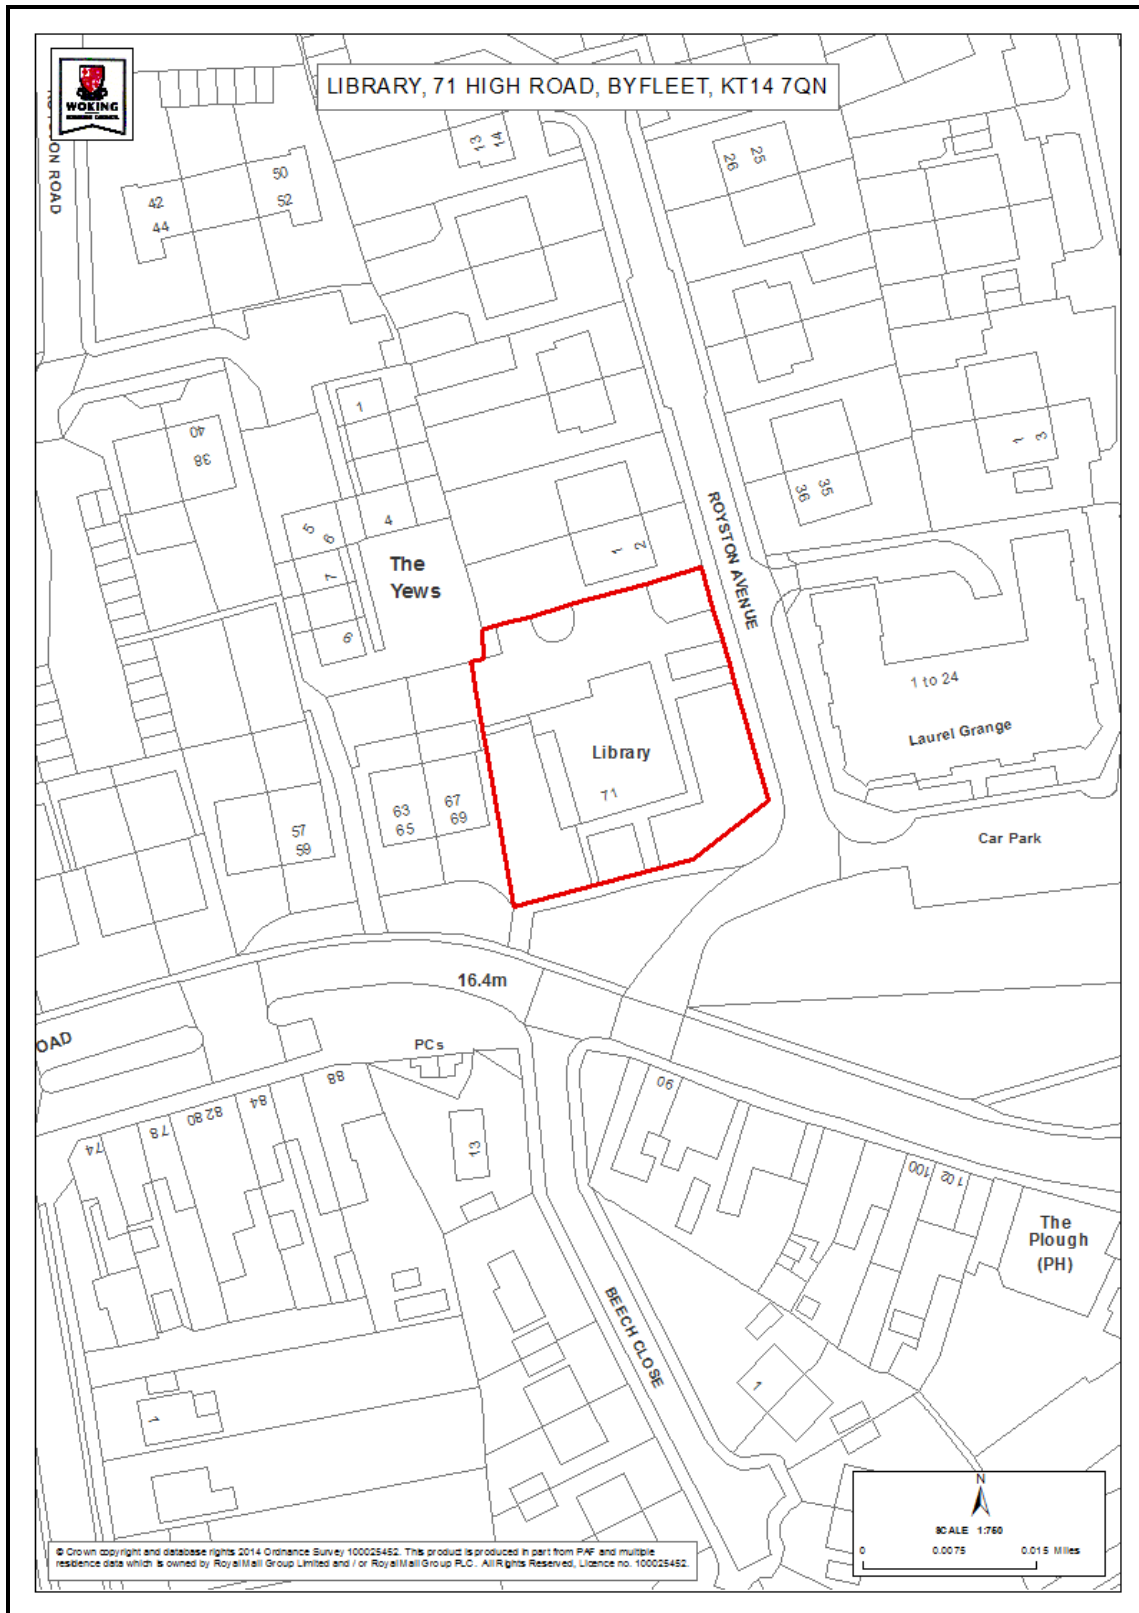 LIBRARY, 71 HIGH ROAD, BYFLEET, KT14 7QN
WOKING
ON ROAD
13
14
26
25
42
44
50
52
1
40
38
5
6
4
7
9
The
Yews
1
2
36
35
1
3
ROYSTON AVENUE
1 to 24
Laurel Grange
Library
71
63
65
67
69
57
59
Car Park
16.4m
OAD
PCs
74
78
80
82
84
88
90
13
100
102
The
Plough
(PH)
BEECH CLOSE
1
1
N
SCALE 1:750
0 0.0075 0.015 Miles
© Crown copyright and database rights 2014 Ordnance Survey 100025452. This product is produced in part from PAF and multiple
residence data which is owned by Royal Mail Group Limited and / or Royal Mail Group PLC. All Rights Reserved, Licence no. 100025452.